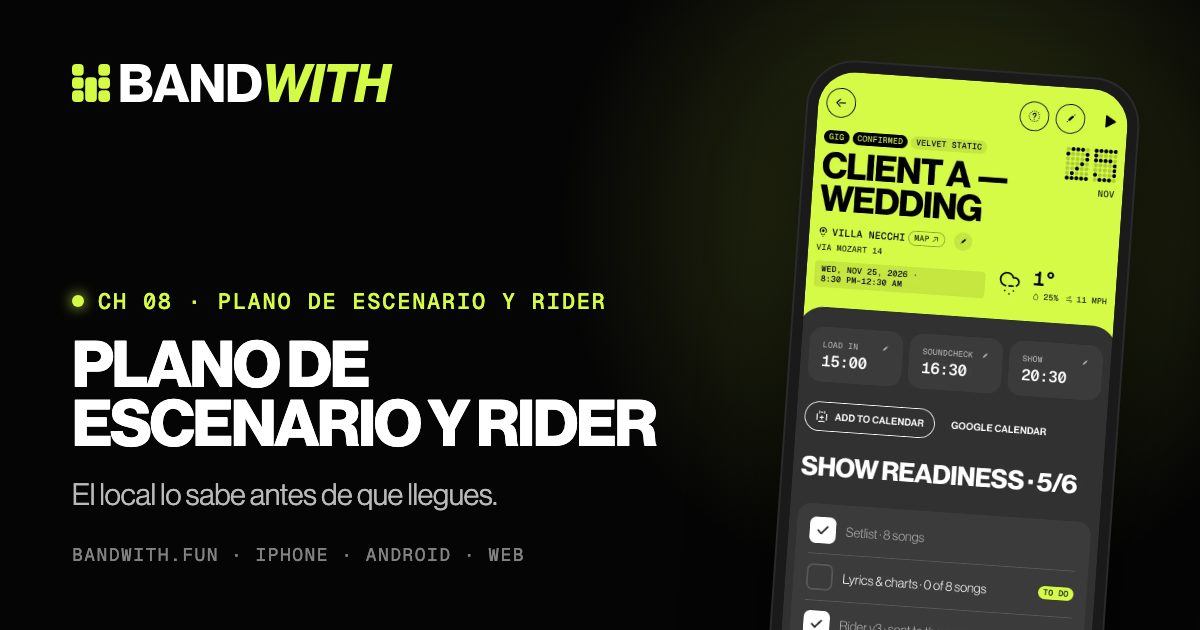 BANDWITH
CH 08 · PLANO DE ESCENARIO Y RIDER
PLANO DE
ESCENARIO Y RIDER
El local lo sabe antes de que llegues.
BANDWITH.FUN · IPHONE · ANDROID · WEB
GIG CONFIRMED VELVET STATIC
25
NOV
CLIENT A —
WEDDING
VILLA NECCHI MAP ↗
VIA MOZART 14
WED, NOV 25, 2026 ·
8:30 PM-12:30 AM
1°
25% 11 MPH
LOAD IN
15:00
SOUNDCHECK
16:30
SHOW
20:30
ADD TO CALENDAR
GOOGLE CALENDAR
SHOW READINESS · 5/6
Setlist · 8 songs
Lyrics & charts · 0 of 8 songs
TO DO
Rider v3 · sent to